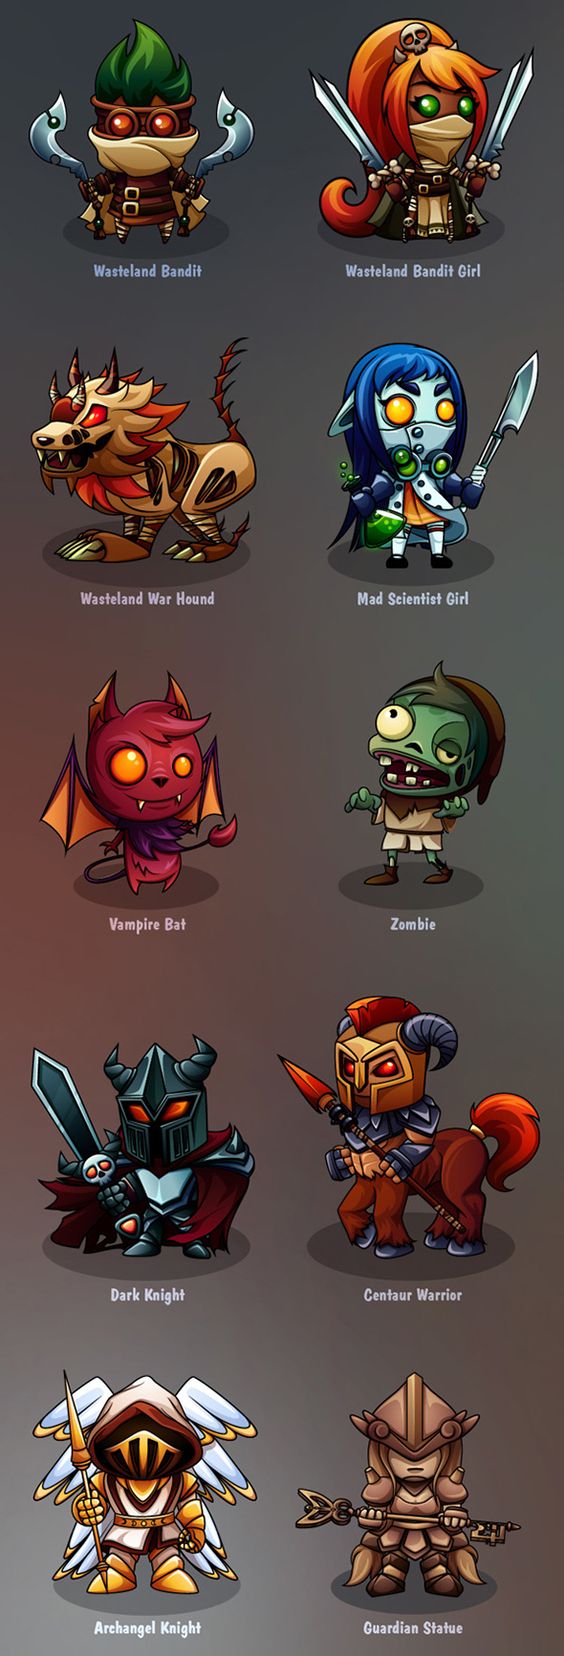 Wasteland Bandit
Wasteland Bandit Girl
Wasteland War Hound
Mad Scientist Girl
Vampire Bat
Zombie
Dark Knight
Centaur Warrior
Archangel Knight
Guardian Statue